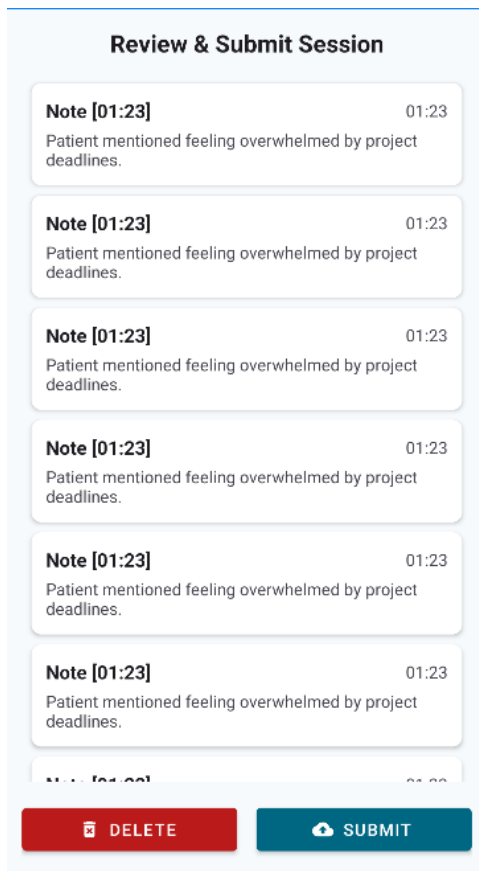 Review & Submit Session
Note [01:23] 01:23
Patient mentioned feeling overwhelmed by project
deadlines.
Note [01:23] 01:23
Patient mentioned feeling overwhelmed by project
deadlines.
Note [01:23] 01:23
Patient mentioned feeling overwhelmed by project
deadlines.
Note [01:23] 01:23
Patient mentioned feeling overwhelmed by project
deadlines.
Note [01:23] 01:23
Patient mentioned feeling overwhelmed by project
deadlines.
Note [01:23] 01:23
Patient mentioned feeling overwhelmed by project
deadlines.
DELETE SUBMIT